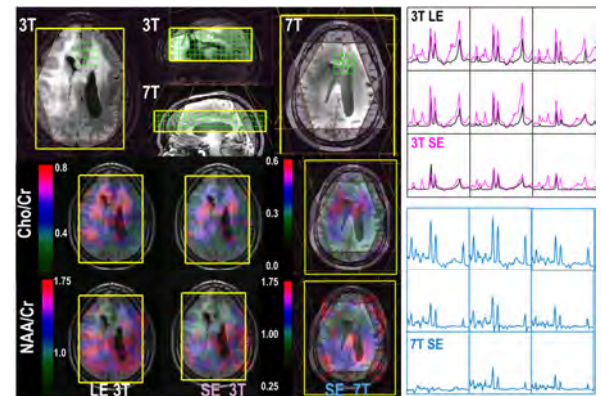 3T
3T
7T
7T
3T LE
3T SE
7T SE
Cho/Cr
0.8
0.4
0.6
0.3
0.0
NAA/Cr
1.75
1.0
1.75
1.00
0.25
LE 3T
SE 3T
SE 7T